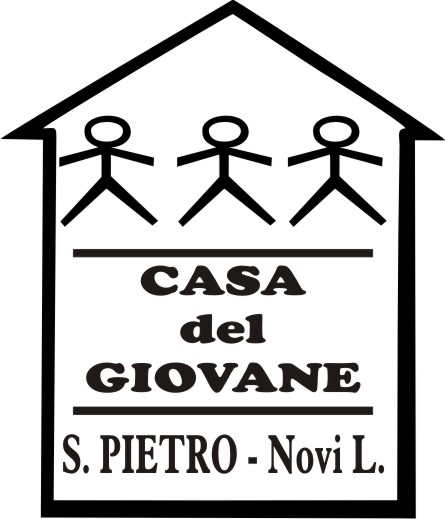 CASA
del
GIOVANE
S. PIETRO - Novi L.